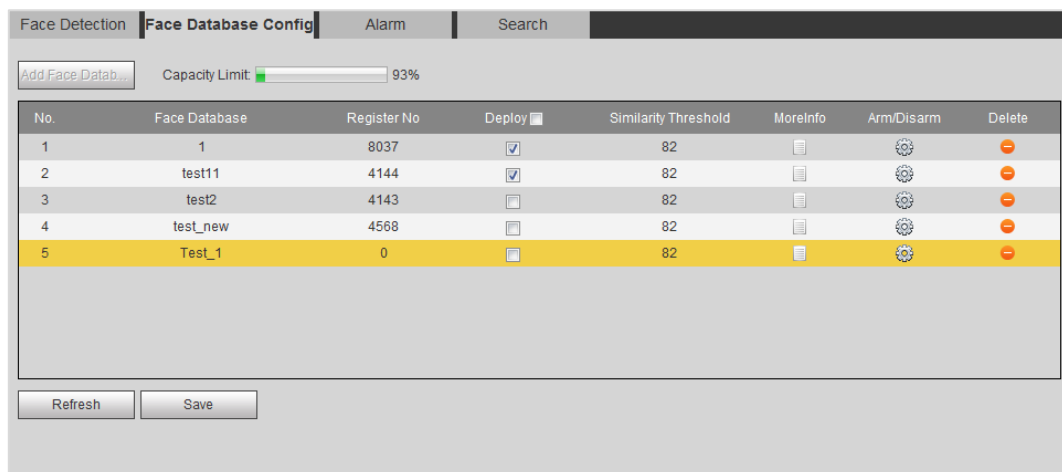 Face Detection Face Database Config Alarm Search
Add Face Datab... Capacity Limit: 93%
No. Face Database Register No Deploy Similarity Threshold MoreInfo Arm/Disarm Delete
1 1 8037 82
2 test11 4144 82
3 test2 4143 82
4 test_new 4568 82
5 Test_1 0 82
Refresh Save